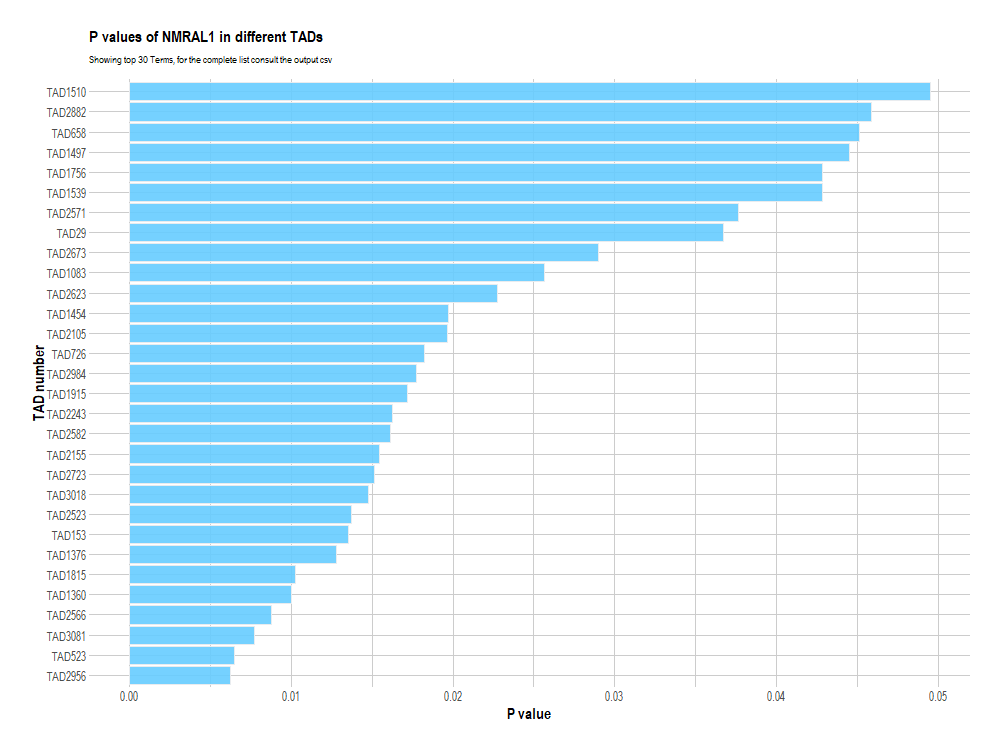 P values of NMRAL1 in different TADs
Showing top 30 Terms, for the complete list consult the output csv
TAD number
TAD1510
TAD2882
TAD658
TAD1497
TAD1756
TAD1539
TAD2571
TAD29
TAD2673
TAD1083
TAD2623
TAD1454
TAD2105
TAD726
TAD2984
TAD1915
TAD2243
TAD2582
TAD2155
TAD2723
TAD3018
TAD2523
TAD153
TAD1376
TAD1815
TAD1360
TAD2566
TAD3081
TAD523
TAD2956
0.00 0.01 0.02 0.03 0.04 0.05
P value